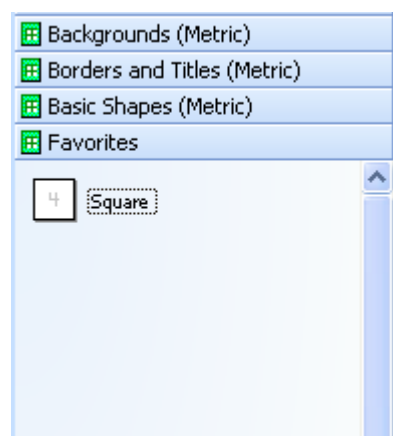 Backgrounds (Metric)
Borders and Titles (Metric)
Basic Shapes (Metric)
Favorites
4 Square